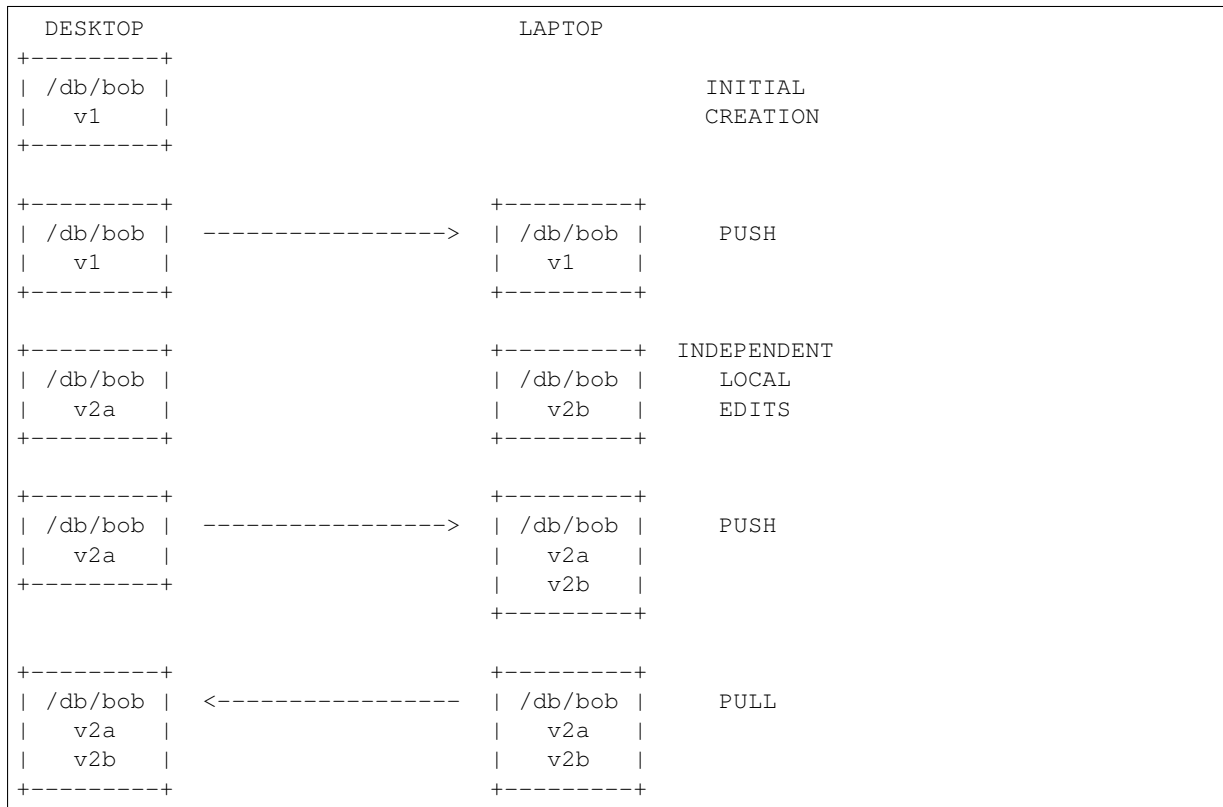 DESKTOP                          LAPTOP
+---------+
| /db/bob |                                     INITIAL
|   v1    |                                     CREATION
+---------+
+---------+                      +---------+
| /db/bob |  ----------------->  | /db/bob |     PUSH
|   v1    |                      |   v1    |
+---------+                      +---------+
+---------+                      +---------+  INDEPENDENT
| /db/bob |                      | /db/bob |     LOCAL
|   v2a   |                      |   v2b   |     EDITS
+---------+                      +---------+
+---------+                      +---------+
| /db/bob |  ----------------->  | /db/bob |     PUSH
|   v2a   |                      |   v2a   |
+---------+                      |   v2b   |
                                 +---------+
+---------+                      +---------+
| /db/bob |  <-----------------  | /db/bob |     PULL
|   v2a   |                      |   v2a   |
|   v2b   |                      |   v2b   |
+---------+                      +---------+